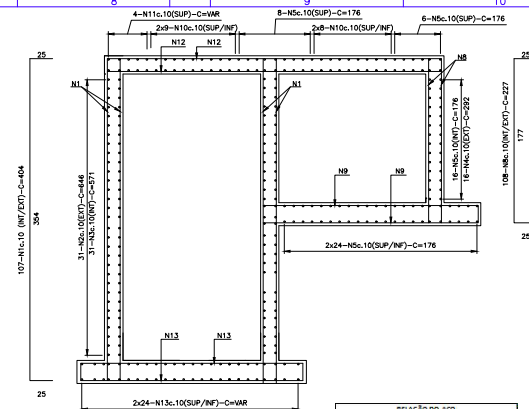 8
9
10
4-N11c.10(SUP)-C=VAR
8-N5c.10(SUP)-C=176
6-N5c.10(SUP)-C=176
2x9-N10c.10(SUP/INF)
2x8-N10c.10(SUP/INF)
25
N12
N12
N8
25
N1
N1
107-N1c.10 (INT/EXT)-C=404
354
31-N2c.10(EXT)-C=646
31-N3c.10(INT)-C=571
16-N5c.10(INT)-C=176
16-N4c.10(EXT)-C=292
108-N8c.10(INT/EXT)-C=227
177
N9
N9
25
2x24-N5c.10(SUP/INF)-C=176
N13
N13
25
2x24-N13c.10(SUP/INF)-C=VAR
RELAÇÃO DO AÇO